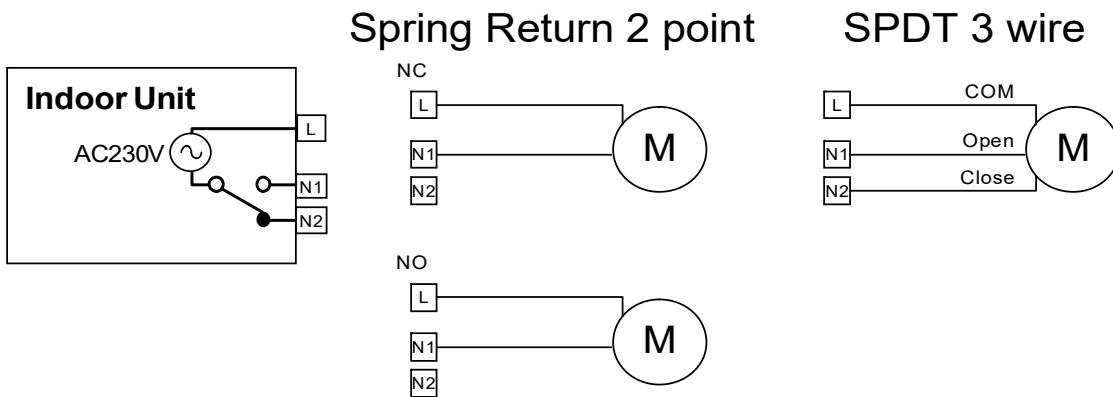 Spring Return 2 point
SPDT 3 wire
Indoor Unit
AC230V
L
N1
N2
NC
L
N1
N2
M
NO
L
N1
N2
M
L
N1
N2
COM
Open
Close
M